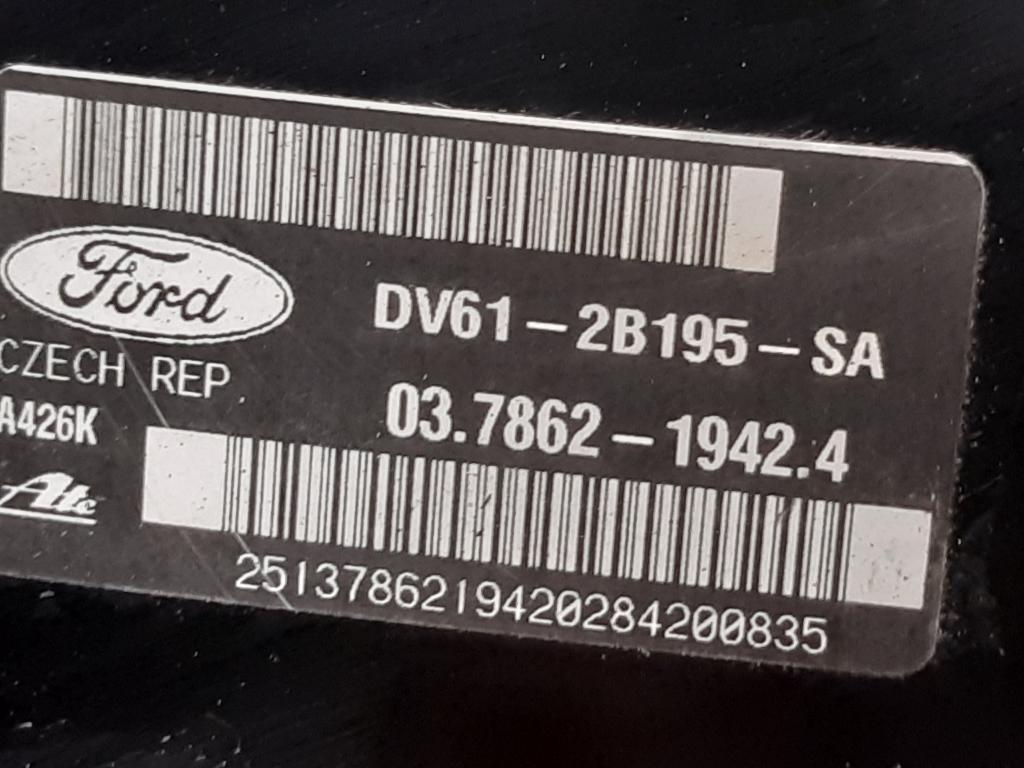 Ford
DV61-2B195-SA
CZECH REP
03.7862-1942.4
A426K
Ate
2513786219420284200835